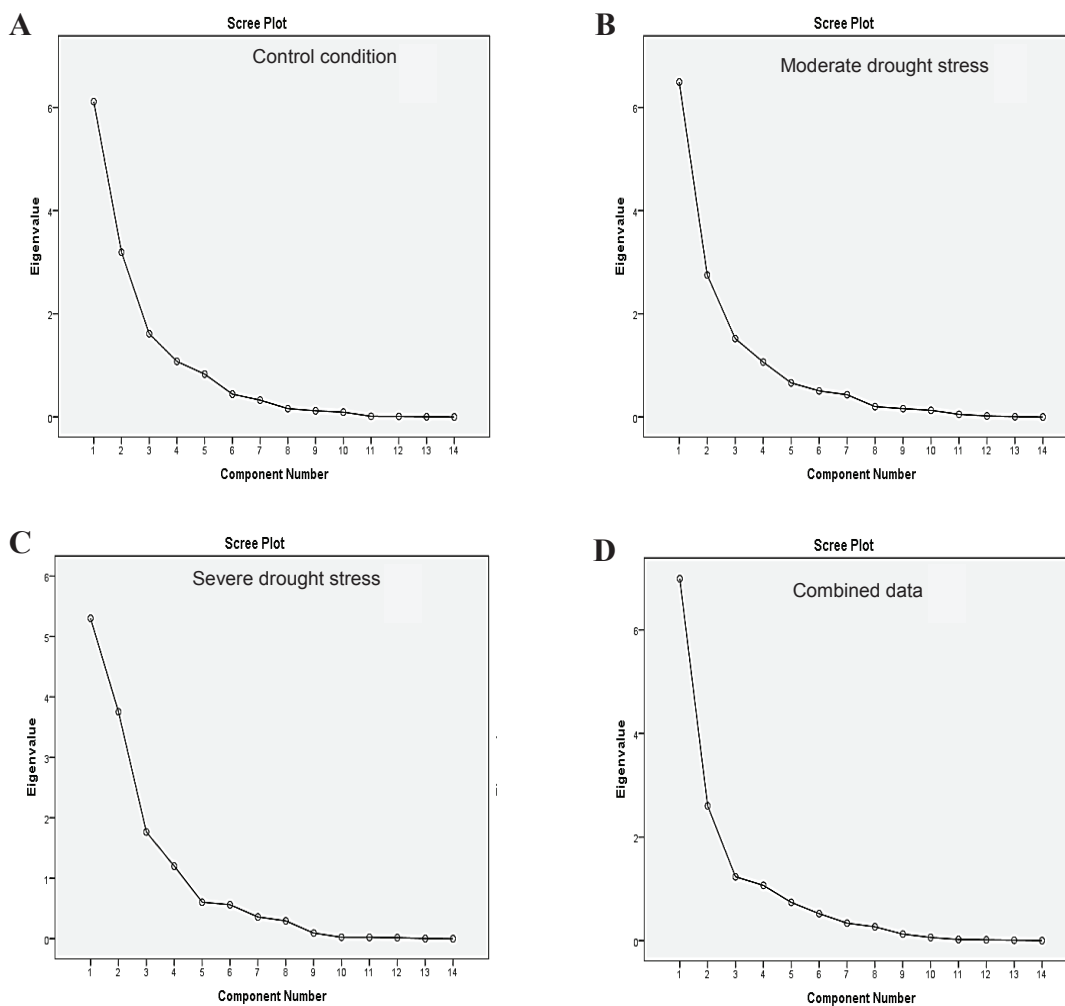 A
Scree Plot
Control condition
Eigenvalue
6
4
2
0
1 2 3 4 5 6 7 8 9 10 11 12 13 14
Component Number
B
Scree Plot
Moderate drought stress
Eigenvalue
6
4
2
0
1 2 3 4 5 6 7 8 9 10 11 12 13 14
Component Number
C
Scree Plot
Severe drought stress
Eigenvalue
6
5
4
3
2
1
0
1 2 3 4 5 6 7 8 9 10 11 12 13 14
Component Number
D
Scree Plot
Combined data
Eigenvalue
6
4
2
0
1 2 3 4 5 6 7 8 9 10 11 12 13 14
Component Number